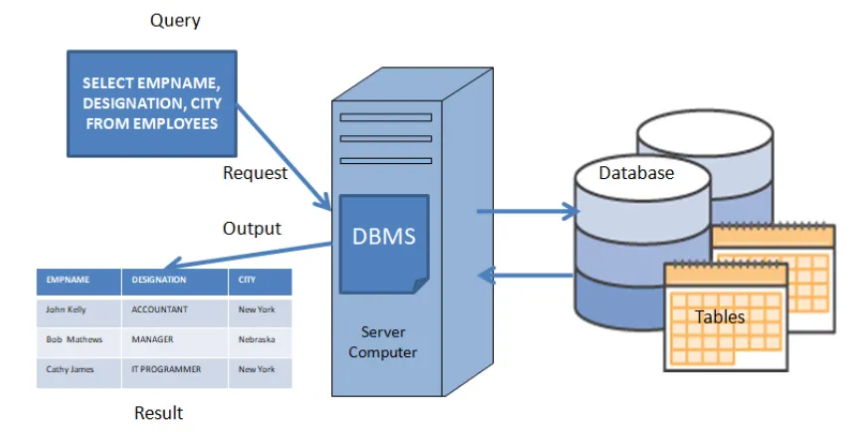 Query
SELECT EMPNAME,
DESIGNATION, CITY
FROM EMPLOYEES
Request
Output
DBMS
Server
Computer
Database
Tables
EMPNAME DESIGNATION CITY
John Kelly ACCOUNTANT New York
Bob Mathews MANAGER Nebraska
Cathy James IT PROGRAMMER New York
Result